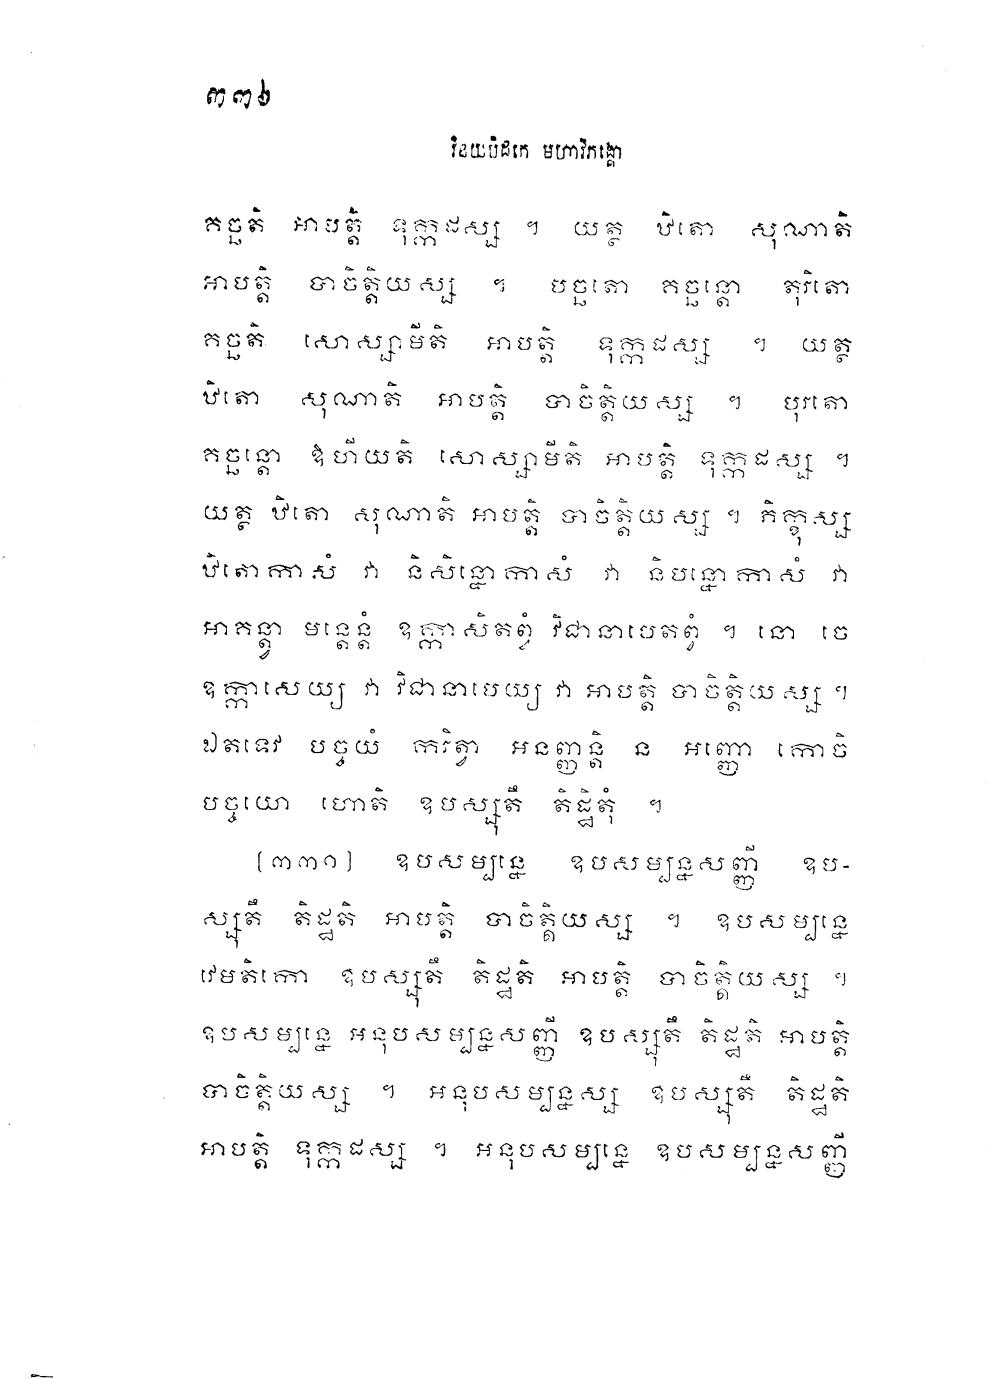 ៣៣៦
វិនយបិដកេ មហាវិភង្គោ
គច្ឆតិ អាបត្តិ ទុក្កដស្ស ។ យត្ថ ឋិតោ សុណាតិ
អាបត្តិ បាចិត្តិយស្ស ។ បច្ឆតោ គច្ឆន្តោ តុរិតោ
គច្ឆតិ សោស្សាមីតិ អាបត្តិ ទុក្កដស្ស ។ យត្ថ
ឋិតោ សុណាតិ អាបត្តិ បាចិត្តិយស្ស ។ បុរតោ
គច្ឆន្តោ ឱហីយតិ សោស្សាមីតិ អាបត្តិ ទុក្កដស្ស ។
យត្ថ ឋិតោ សុណាតិ អាបត្តិ បាចិត្តិយស្ស ។ ភិក្ខុស្ស
ឋិតោកាសំ វា និសិន្នោកាសំ វា និបន្នោកាសំ វា
អាគន្ត្វា មន្តេន្តំ ឧក្កាសិតព្ពំ វិជានាបេតព្ពំ ។ នោ ចេ
ឧក្កាសេយ្យ វា វិជានាបេយ្យ វា អាបត្តិ បាចិត្តិយស្ស ។
ឯតទេវ បច្ចយំ ករិត្វា អនញ្ញន្តិ ន អញ្ញោ កោចិ
បច្ចយោ ហោតិ ឧបស្សុតឹ តិដ្ឋិតុំ ។
[៣៣១] ឧបសម្បន្នេ ឧបសម្បន្នសញ្ញី ឧប-
ស្សុតឹ តិដ្ឋតិ អាបត្តិ បាចិត្តិយស្ស ។ ឧបសម្បន្នេ
វេមតិកោ ឧបស្សុតឹ តិដ្ឋតិ អាបត្តិ បាចិត្តិយស្ស ។
ឧបសម្បន្នេ អនុបសម្បន្នសញ្ញី ឧបស្សុតឹ តិដ្ឋតិ អាបត្តិ
បាចិត្តិយស្ស ។ អនុបសម្បន្នស្ស ឧបស្សុតឹ តិដ្ឋតិ
អាបត្តិ ទុក្កដស្ស ។ អនុបសម្បន្នេ ឧបសម្បន្នសញ្ញី